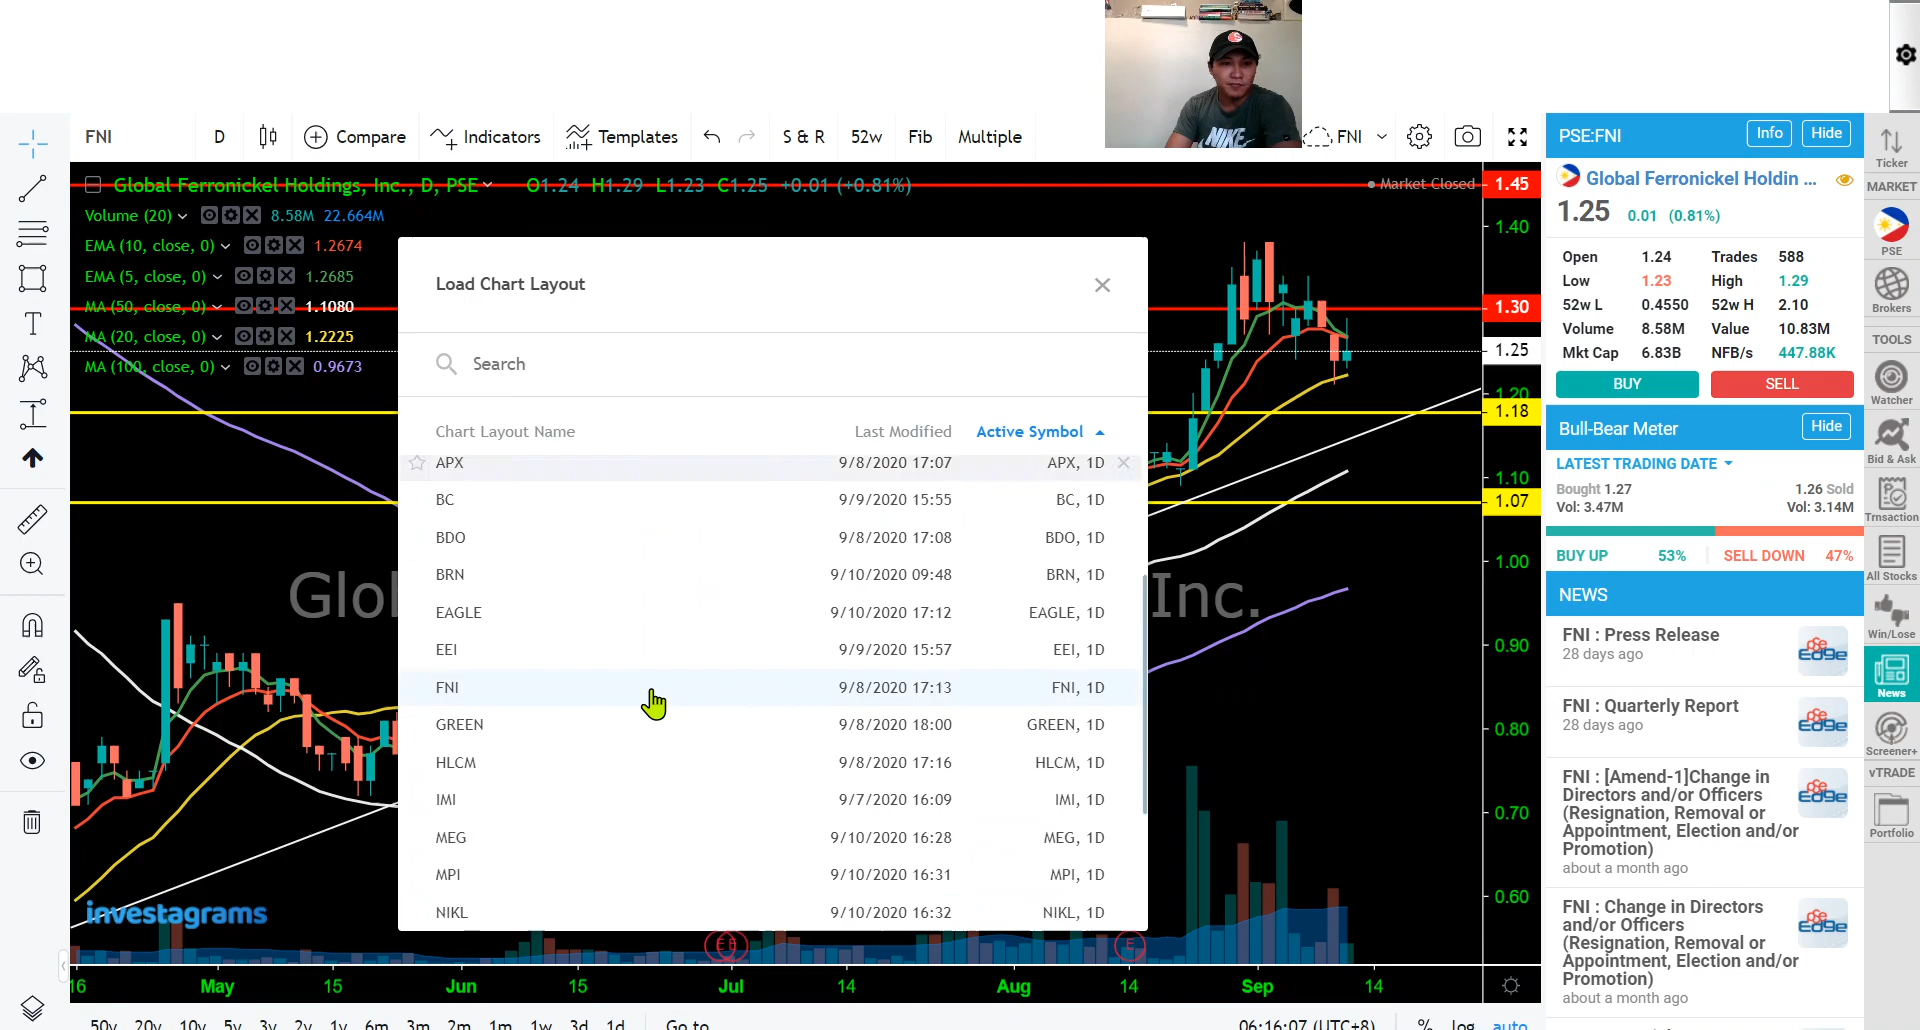 FNI
D
Compare
Indicators
Templates
S & R
52w
Fib
Multiple
FNI
Global Ferronickel Holdings, Inc., D, PSE O1.24 H1.29 L1.23 C1.25 +0.01 (+0.81%)
Market Closed
Volume (20) 8.58M 22.664M
EMA (10, close, 0) 1.2674
EMA (5, close, 0) 1.2685
MA (50, close, 0) 1.1080
MA (20, close, 0) 1.2225
MA (100, close, 0) 0.9673
Load Chart Layout
Search
Chart Layout Name Last Modified Active Symbol
APX 9/8/2020 17:07 APX, 1D
BC 9/9/2020 15:55 BC, 1D
BDO 9/8/2020 17:08 BDO, 1D
BRN 9/10/2020 09:48 BRN, 1D
EAGLE 9/10/2020 17:12 EAGLE, 1D
EEI 9/9/2020 15:57 EEI, 1D
FNI 9/8/2020 17:13 FNI, 1D
GREEN 9/8/2020 18:00 GREEN, 1D
HLCM 9/8/2020 17:16 HLCM, 1D
IMI 9/7/2020 16:09 IMI, 1D
MEG 9/10/2020 16:28 MEG, 1D
MPI 9/10/2020 16:31 MPI, 1D
NIKL 9/10/2020 16:32 NIKL, 1D
Glob
Inc.
investagrams
E E
E
1.45
1.40
1.30
1.25
1.20
1.18
1.10
1.07
1.00
0.90
0.80
0.70
0.60
16 May 15 Jun 15 Jul 14 Aug 14 Sep 14
50y 20y 10y 5y 3y 2y 1y 6m 3m 2m 1m 1w 3d 1d Go to
06:16:07 (UTC+8) % log auto
NIKE
PSE:FNI Info Hide
Global Ferronickel Holdin ...
1.25 0.01 (0.81%)
Open 1.24 Trades 588
Low 1.23 High 1.29
52w L 0.4550 52w H 2.10
Volume 8.58M Value 10.83M
Mkt Cap 6.83B NFB/s 447.88K
BUY SELL
Bull-Bear Meter Hide
LATEST TRADING DATE
Bought 1.27 1.26 Sold
Vol: 3.47M Vol: 3.14M
BUY UP 53% SELL DOWN 47%
NEWS
FNI : Press Release
28 days ago
PSE Edge
FNI : Quarterly Report
28 days ago
PSE Edge
FNI : [Amend-1]Change in
Directors and/or Officers
(Resignation, Removal or
Appointment, Election and/or
Promotion)
about a month ago
PSE Edge
FNI : Change in Directors
and/or Officers
(Resignation, Removal or
Appointment, Election and/or
Promotion)
about a month ago
PSE Edge
Ticker
MARKET
PSE
Brokers
TOOLS
Watcher
Bid & Ask
Trnsaction
All Stocks
Win/Lose
News
Screener+
vTRADE
Portfolio